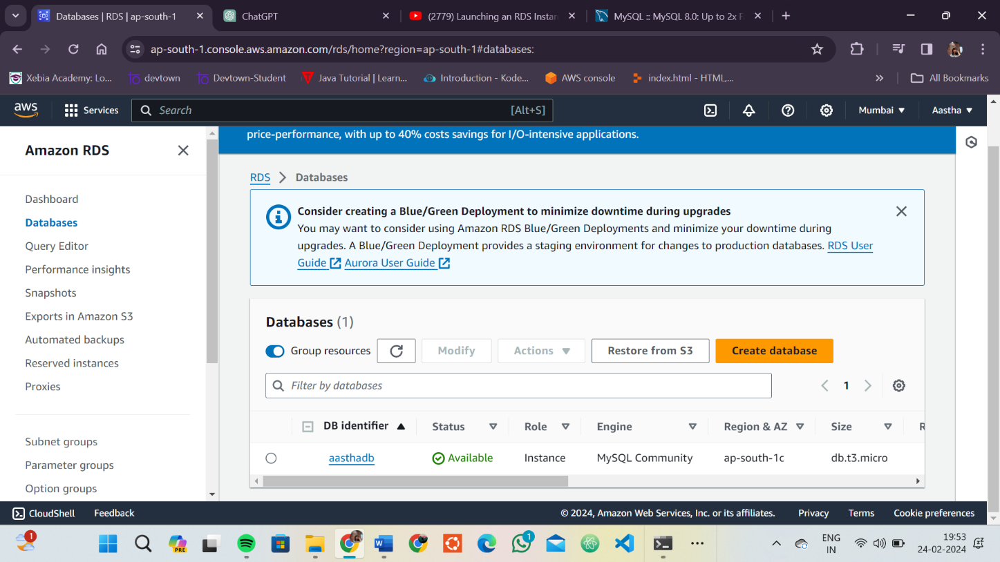 Databases | RDS | ap-south-1
ChatGPT
(2779) Launching an RDS Instan
MySQL :: MySQL 8.0: Up to 2x F
ap-south-1.console.aws.amazon.com/rds/home?region=ap-south-1#databases:
Xebia Academy: Lo...
devtown
Devtown-Student
Java Tutorial | Learn...
Introduction - Kode...
AWS console
index.html - HTML,...
»
All Bookmarks
aws
Services
Search
[Alt+S]
Mumbai
Aastha
Amazon RDS
Dashboard
Databases
Query Editor
Performance insights
Snapshots
Exports in Amazon S3
Automated backups
Reserved instances
Proxies
Subnet groups
Parameter groups
Option groups
price-performance, with up to 40% costs savings for I/O-intensive applications.
RDS > Databases
Consider creating a Blue/Green Deployment to minimize downtime during upgrades
You may want to consider using Amazon RDS Blue/Green Deployments and minimize your downtime during
upgrades. A Blue/Green Deployment provides a staging environment for changes to production databases. RDS User
Guide Aurora User Guide
Databases (1)
Group resources
Modify
Actions
Restore from S3
Create database
Filter by databases
1
DB identifier Status Role Engine Region & AZ Size R
aasthadb Available Instance MySQL Community ap-south-1c db.t3.micro
CloudShell
Feedback
© 2024, Amazon Web Services, Inc. or its affiliates.
Privacy
Terms
Cookie preferences
1
PRE
1
ENG
IN
19:53
24-02-2024